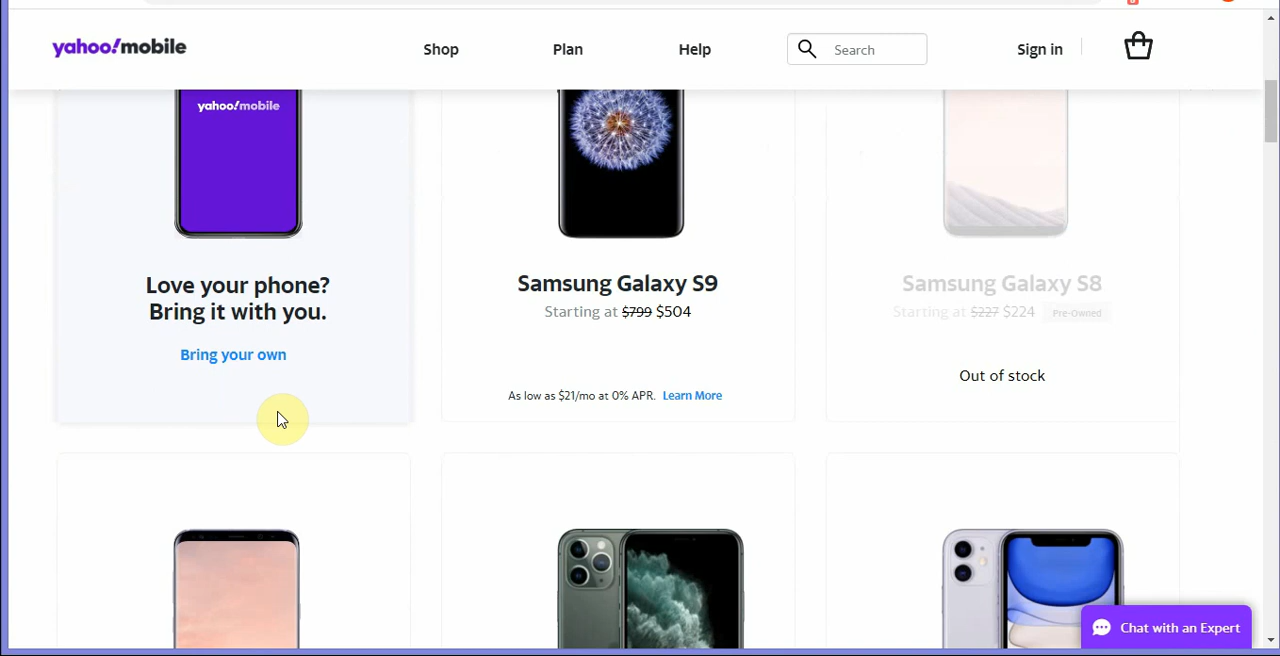 yahoo!mobile
Shop
Plan
Help
Search
Sign in
yahoo!mobile
Love your phone?
Bring it with you.
Bring your own
Samsung Galaxy S9
Starting at $799 $504
As low as $21/mo at 0% APR. Learn More
Samsung Galaxy S8
Starting at $227 $224 Pre-Owned
Out of stock
Chat with an Expert